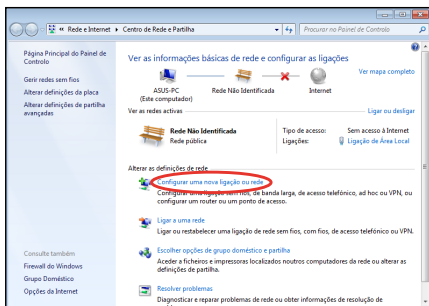 Rede e Internet
Centro de Rede e Partilha
Procurar no Painel de Controlo
Página Principal do Painel de
Controlo
Gerir redes sem fios
Alterar definições da placa
Alterar definições de partilha
avançadas
Ver as informações básicas de rede e configurar as ligações
Ver mapa completo
ASUS-PC
(Este computador)
Rede Não Identificada
Internet
Ver as redes activas
Ligar ou desligar
Rede Não Identificada
Rede pública
Tipo de acesso: Sem acesso à Internet
Ligações: Ligação de Área Local
Alterar as definições de rede
Configurar uma nova ligação ou rede
Configurar uma ligação sem fios, de banda larga, de acesso telefónico, ad hoc ou VPN, ou
configurar um router ou um ponto de acesso.
Ligar a uma rede
Ligar ou restabelecer uma ligação de rede sem fios, com fios, de acesso telefónico ou VPN.
Escolher opções de grupo doméstico e partilha
Aceder a ficheiros e impressoras localizados noutros computadores da rede ou alterar as
definições de partilha.
Resolver problemas
Diagnosticar e reparar problemas de rede ou obter informações de resolução de
Consulte também
Firewall do Windows
Grupo Doméstico
Opções da Internet